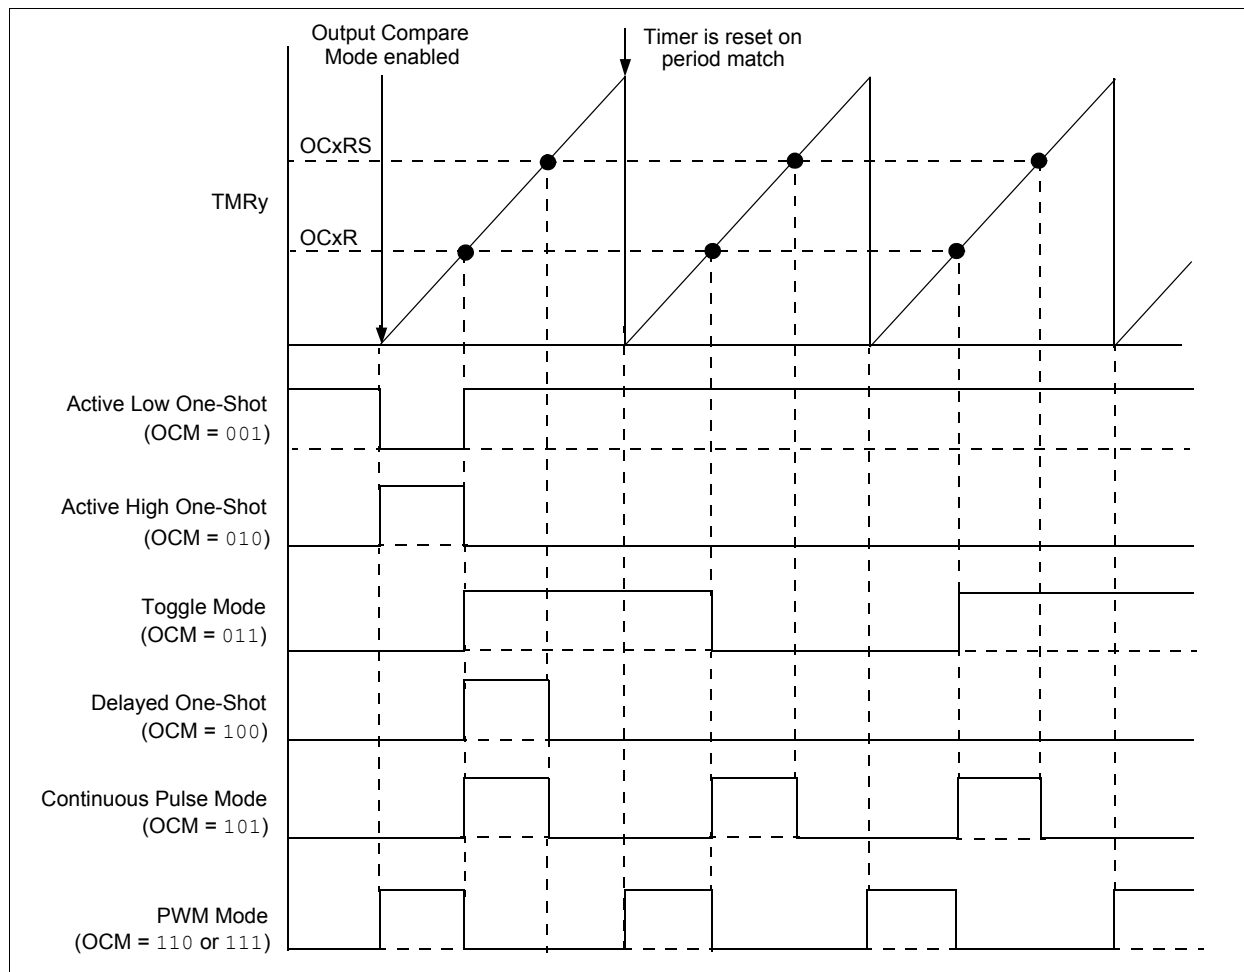 Output Compare
Mode enabled
Timer is reset on
period match
OCxRS
TMRy
OCxR
Active Low One-Shot
(OCM = 001)
Active High One-Shot
(OCM = 010)
Toggle Mode
(OCM = 011)
Delayed One-Shot
(OCM = 100)
Continuous Pulse Mode
(OCM = 101)
PWM Mode
(OCM = 110 or 111)